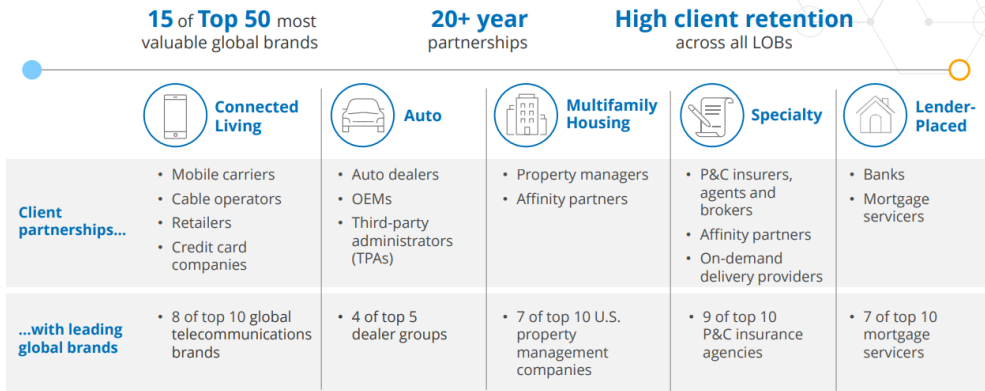 15 of Top 50 most
valuable global brands
20+ year
partnerships
High client retention
across all LOBs
Connected
Living
Auto
Multifamily
Housing
Specialty
Lender-
Placed
Client
partnerships...
• Mobile carriers
• Cable operators
• Retailers
• Credit card
companies
• Auto dealers
• OEMs
• Third-party
administrators
(TPAs)
• Property managers
• Affinity partners
• P&C insurers,
agents and
brokers
• Affinity partners
• On-demand
delivery providers
• Banks
• Mortgage
servicers
...with leading
global brands
• 8 of top 10 global
telecommunications
brands
• 4 of top 5
dealer groups
• 7 of top 10 U.S.
property
management
companies
• 9 of top 10
P&C insurance
agencies
• 7 of top 10
mortgage
servicers